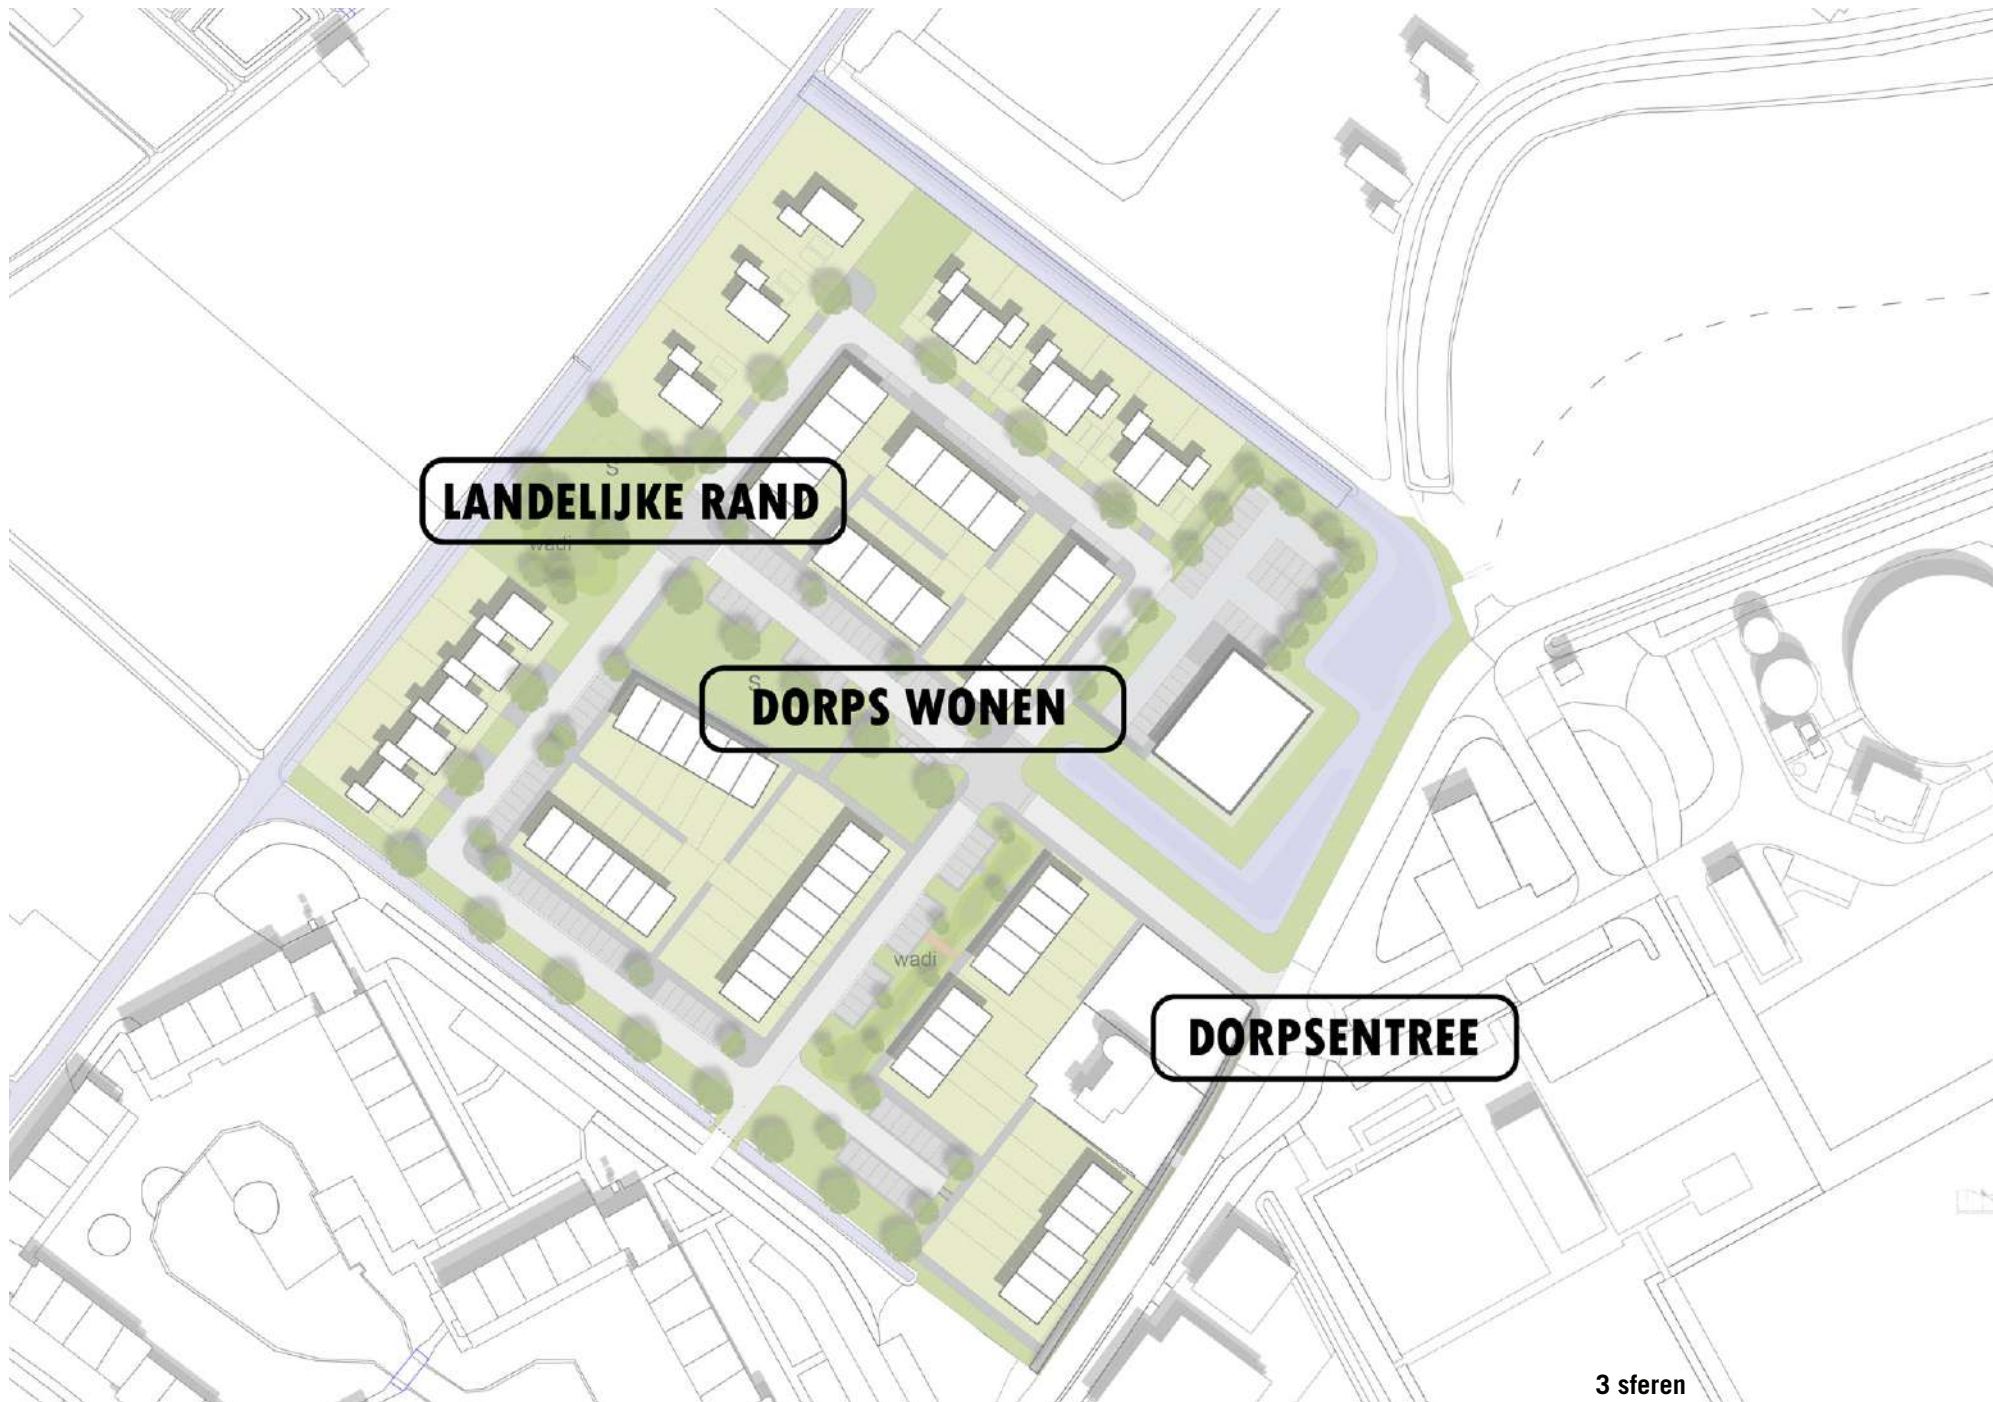 S
LANDELIJKE RAND
wadi
S
DORPS WONEN
wadi
DORPSENTREE
3 sferen